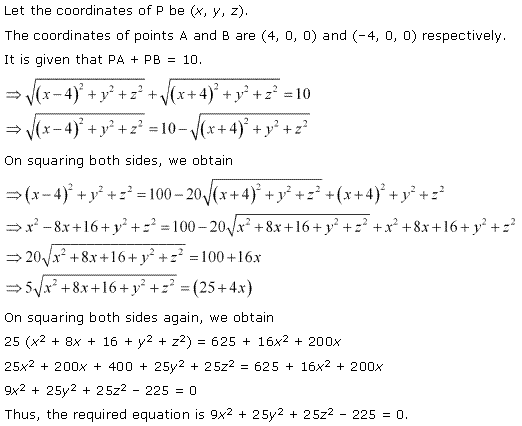 Let the coordinates of P be (x, y, z).
The coordinates of points A and B are (4, 0, 0) and (–4, 0, 0) respectively.
It is given that PA + PB = 10.
⇒ √((x−4)² + y² + z²) + √((x+4)² + y² + z²) = 10
⇒ √((x−4)² + y² + z²) = 10 − √((x+4)² + y² + z²)
On squaring both sides, we obtain
⇒ (x−4)² + y² + z² = 100 − 20√((x+4)² + y² + z²) + (x+4)² + y² + z²
⇒ x² − 8x + 16 + y² + z² = 100 − 20√(x² + 8x + 16 + y² + z²) + x² + 8x + 16 + y² + z²
⇒ 20√(x² + 8x + 16 + y² + z²) = 100 + 16x
⇒ 5√(x² + 8x + 16 + y² + z²) = (25 + 4x)
On squaring both sides again, we obtain
25 (x² + 8x + 16 + y² + z²) = 625 + 16x² + 200x
25x² + 200x + 400 + 25y² + 25z² = 625 + 16x² + 200x
9x² + 25y² + 25z² – 225 = 0
Thus, the required equation is 9x² + 25y² + 25z² – 225 = 0.